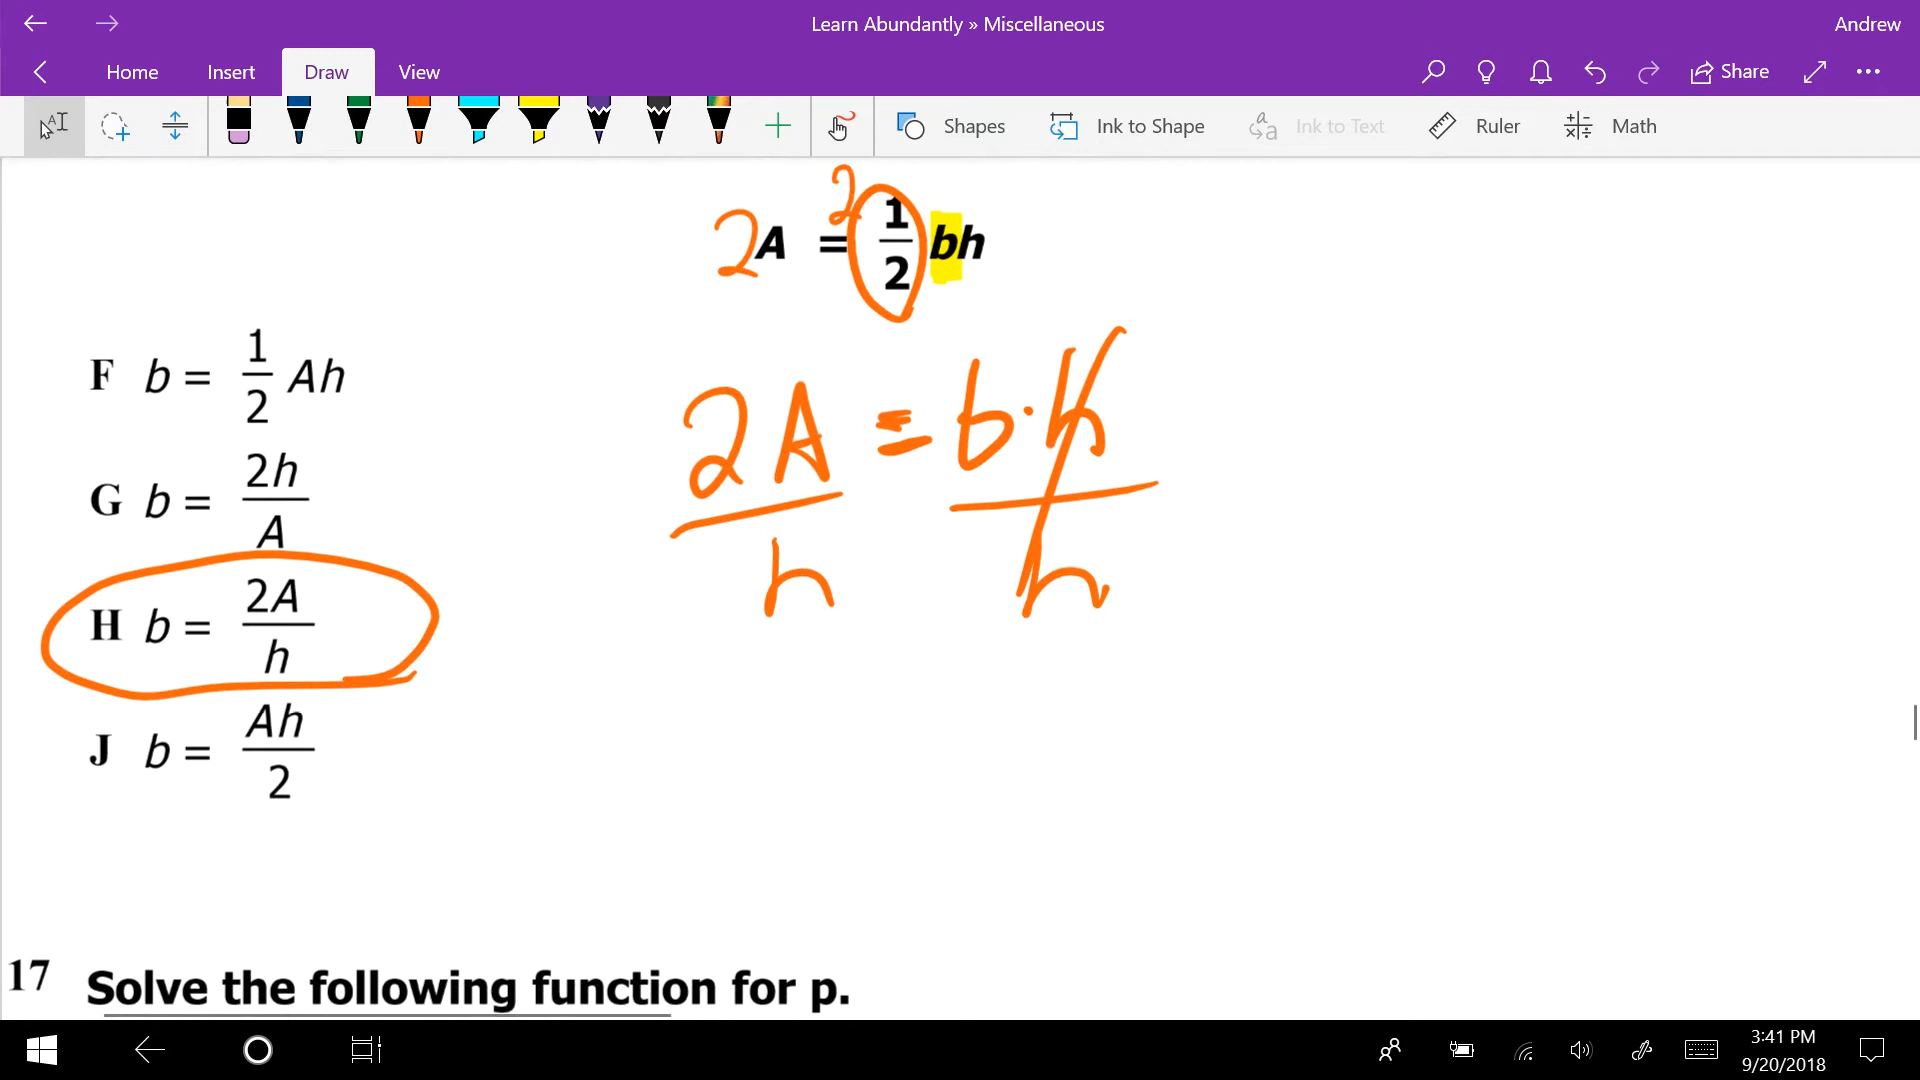 Learn Abundantly » Miscellaneous
Andrew
Home Insert Draw View
Share
Shapes Ink to Shape Ink to Text Ruler Math
2A = 2 1/2 bh
F b = 1/2 Ah
2A/h = b·h/h
G b = 2h/A
H b = 2A/h
J b = Ah/2
17 Solve the following function for p.
3:41 PM
9/20/2018